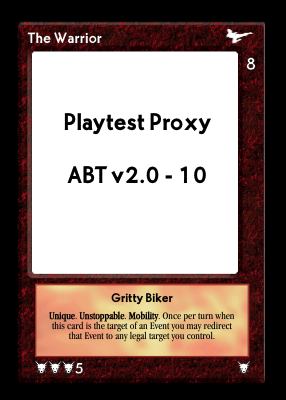 The Warrior
8
Playtest Proxy
ABT v2.0 - 10
Gritty Biker
Unique. Unstoppable. Mobility. Once per turn when
this card is the target of an Event you may redirect
that Event to any legal target you control.
5